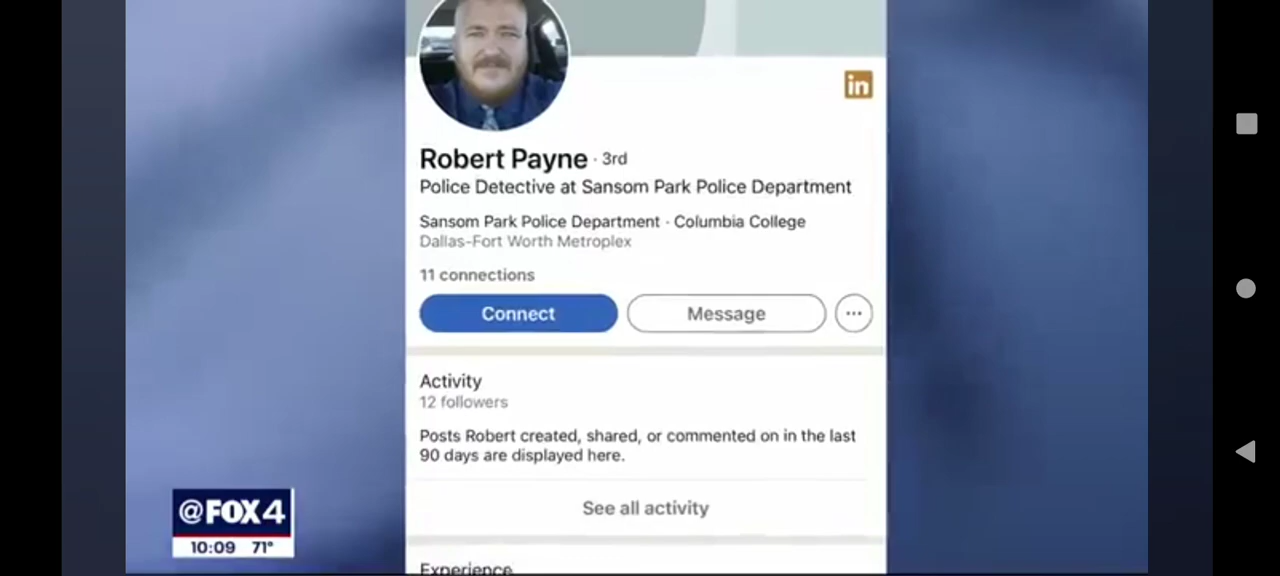 in
Robert Payne · 3rd
Police Detective at Sansom Park Police Department
Sansom Park Police Department · Columbia College
Dallas-Fort Worth Metroplex
11 connections
Connect
Message
...
Activity
12 followers
Posts Robert created, shared, or commented on in the last
90 days are displayed here.
See all activity
Experience
@FOX 4
10:09 71°